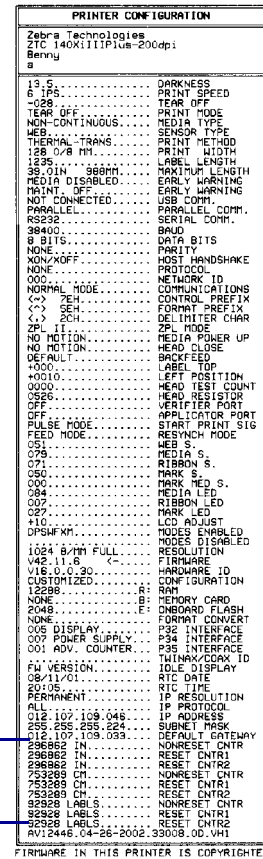 PRINTER CONFIGURATION
Zebra Technologies
ZTC 140XiIIIPlus-200dpi
Benny
a
13.5............... DARKNESS
6 IPS.............. PRINT SPEED
-028............... TEAR OFF
TEAR OFF........... PRINT MODE
NON-CONTINUOUS..... MEDIA TYPE
WEB................ SENSOR TYPE
THERMAL-TRANS...... PRINT METHOD
128 0/8 MM......... PRINT WIDTH
1235............... LABEL LENGTH
39.0IN 988MM...... MAXIMUM LENGTH
MEDIA DISABLED..... EARLY WARNING
MAINT. OFF......... EARLY WARNING
NOT CONNECTED...... USB COMM.
PARALLEL........... PARALLEL COMM.
RS232.............. SERIAL COMM.
38400.............. BAUD
8 BITS............. DATA BITS
NONE............... PARITY
XON/XOFF........... HOST HANDSHAKE
NONE............... PROTOCOL
000................ NETWORK ID
NORMAL MODE........ COMMUNICATIONS
<~> 7EH........... CONTROL PREFIX
<^> 5EH........... FORMAT PREFIX
<,> 2CH........... DELIMITER CHAR
ZPL II............. ZPL MODE
NO MOTION.......... MEDIA POWER UP
NO MOTION.......... HEAD CLOSE
DEFAULT............ BACKFEED
+000............... LABEL TOP
+0010.............. LEFT POSITION
0000............... HEAD TEST COUNT
0526............... HEAD RESISTOR
OFF................ VERIFIER PORT
OFF................ APPLICATOR PORT
PULSE MODE......... START PRINT SIG
FEED MODE.......... RESYNCH MODE
051................ WEB S.
079................ MEDIA S.
071................ RIBBON S.
050................ MARK S.
000................ MARK MED S.
084................ MEDIA LED
007................ RIBBON LED
027................ MARK LED
+10................ LCD ADJUST
DPSWFXM............ MODES ENABLED
................... MODES DISABLED
1024 8/MM FULL..... RESOLUTION
V42.11.6 <-.... FIRMWARE
V16.0.0.30......... HARDWARE ID
CUSTOMIZED......... CONFIGURATION
12288............R: RAM
NONE.............B: MEMORY CARD
2048.............E: ONBOARD FLASH
NONE............... FORMAT CONVERT
005 DISPLAY........ P32 INTERFACE
007 POWER SUPPLY... P34 INTERFACE
001 ADV. COUNTER... P35 INTERFACE
................... TWINAX/COAX ID
FW VERSION......... IDLE DISPLAY
08/11/01........... RTC DATE
20:05.............. RTC TIME
PERMANENT.......... IP RESOLUTION
ALL................ IP PROTOCOL
012.107.109.046.... IP ADDRESS
255.255.255.224.... SUBNET MASK
012.107.109.033.... DEFAULT GATEWAY
296862 IN.......... NONRESET CNTR
296862 IN.......... RESET CNTR1
296862 IN.......... RESET CNTR2
753289 CM.......... NONRESET CNTR
753289 CM.......... RESET CNTR1
753289 CM.......... RESET CNTR2
92928 LABLS........ NONRESET CNTR
92928 LABLS........ RESET CNTR1
92928 LABLS........ RESET CNTR2
AV12446.04-26-2002.33008.0D.VH1
FIRMWARE IN THIS PRINTER IS COPYRIGHTE